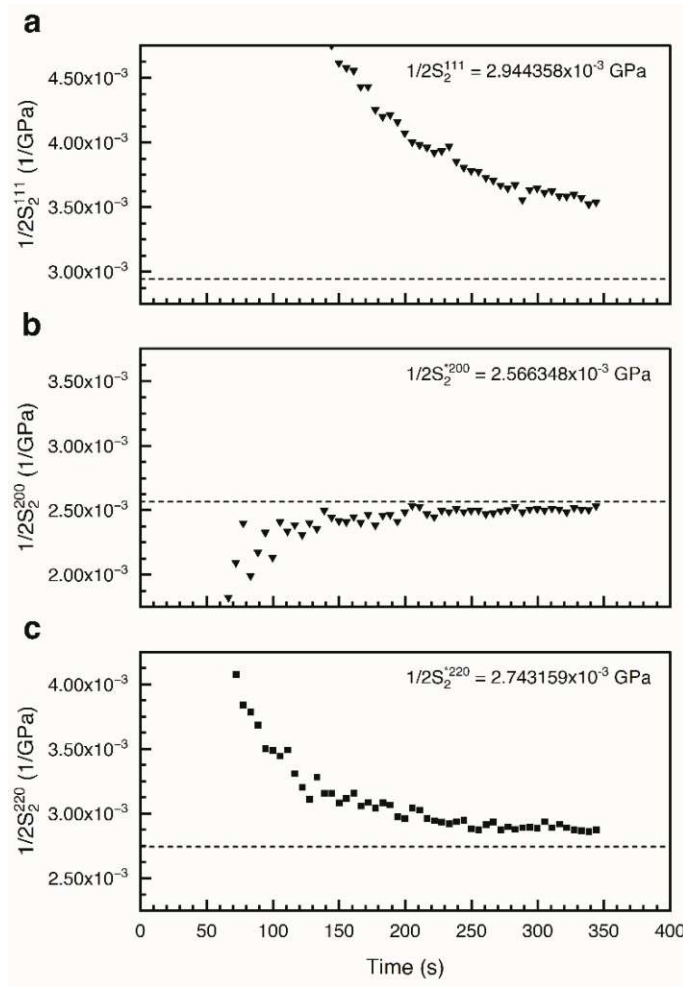 a
1/2S₂¹¹¹ (1/GPa)
4.50x10⁻³
4.00x10⁻³
3.50x10⁻³
3.00x10⁻³
1/2S₂¹¹¹ = 2.944358x10⁻³ GPa
b
1/2S₂²⁰⁰ (1/GPa)
3.50x10⁻³
3.00x10⁻³
2.50x10⁻³
2.00x10⁻³
1/2S₂*²⁰⁰ = 2.566348x10⁻³ GPa
c
1/2S₂²²⁰ (1/GPa)
4.00x10⁻³
3.50x10⁻³
3.00x10⁻³
2.50x10⁻³
1/2S₂*²²⁰ = 2.743159x10⁻³ GPa
0 50 100 150 200 250 300 350 400
Time (s)